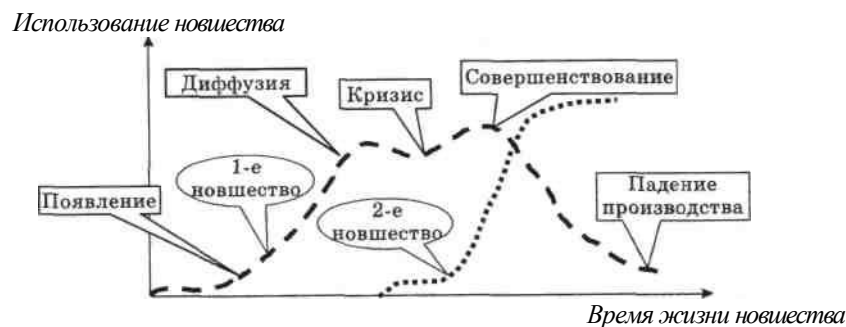 Использование новшества
Диффузия
Кризис
Совершенствование
1-е
новшество
Появление
2-е
новшество
Падение
производства
Время жизни новшества